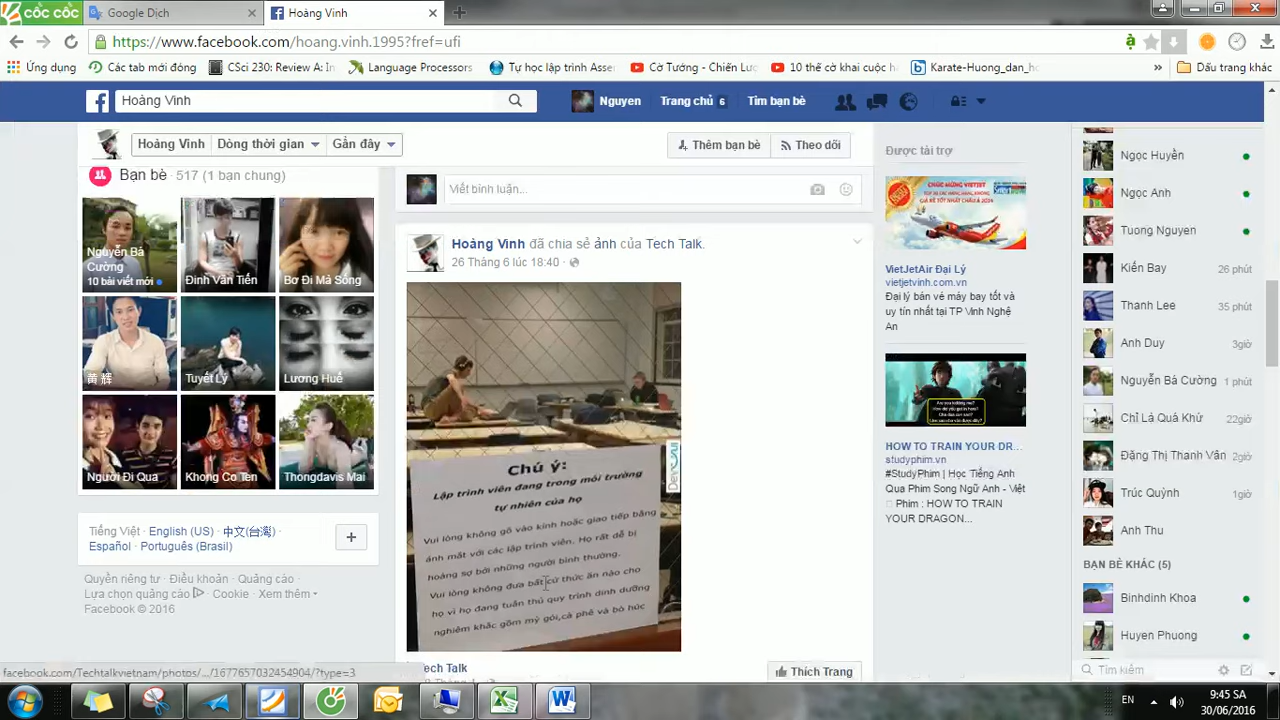 cốc cốc
Google Dịch
Hoàng Vinh
https://www.facebook.com/hoang.vinh.1995?fref=ufi
Ứng dụng
Các tab mới đóng
CSci 230: Review A: In
Language Processors
Tự học lập trình Asse
Cờ Tướng - Chiến Lư
10 thế cờ khai cuộc h
Karate-Huong_dan_h
»
Dấu trang khác
Hoàng Vinh
Nguyen
Trang chủ 6
Tìm bạn bè
Hoàng Vinh
Dòng thời gian
Gần đây
Thêm bạn bè
Theo dõi
Bạn bè · 517 (1 bạn chung)
Nguyễn Bá
Cường
10 bài viết mới
Đinh Văn Tiến
Bơ Đi Mà Sống
黄 辉
Tuyết Lý
Lương Huế
Người Đi Qua
Không Có Tên
Thongdavis Mai
Tiếng Việt · English (US) · 中文(台灣) ·
Español · Português (Brasil)
Quyền riêng tư · Điều khoản · Quảng cáo ·
Lựa chọn quảng cáo · Cookie · Xem thêm
Facebook © 2016
Viết bình luận...
Hoàng Vinh đã chia sẻ ảnh của Tech Talk.
26 Tháng 6 lúc 18:40 ·
Chú ý:
Lập trình viên đang trong môi trường
tự nhiên của họ
Vui lòng không gõ vào kính hoặc giao tiếp bằng
ánh mắt với các lập trình viên. Họ rất dễ bị
hoảng sợ bởi những người bình thường.
Vui lòng không đưa bất cứ thức ăn nào cho
họ vì họ đang tuân thủ quy trình dinh dưỡng
nghiêm khắc gồm mỳ gói,cà phê và bò húc
Tech Talk
Thích Trang
Được tài trợ
CHÚC MỪNG VIETJET
VietJetAir Đại Lý
vietjetvinh.com.vn
Đại lý bán vé máy bay tốt và
uy tín nhất tại TP Vinh Nghệ
An
HOW TO TRAIN YOUR DR...
studyphim.vn
#StudyPhim | Học Tiếng Anh
Qua Phim Song Ngữ Anh - Việt
Phim : HOW TO TRAIN
YOUR DRAGON...
Ngọc Huyền
Ngọc Anh
Tuong Nguyen
Kiến Bay 26 phút
Thanh Lee 35 phút
Anh Duy 3giờ
Nguyễn Bá Cường 1 phút
Chỉ Là Quá Khứ 22giờ
Đặng Thị Thanh Vân 2giờ
Trúc Quỳnh 1giờ
Anh Thu
BẠN BÈ KHÁC (5)
Binhdinh Khoa
Huyen Phuong
Tìm kiếm
facebook.com/Techtalkvietnam/photos/.../1677657032454904/?type=3
EN
9:45 SA
30/06/2016